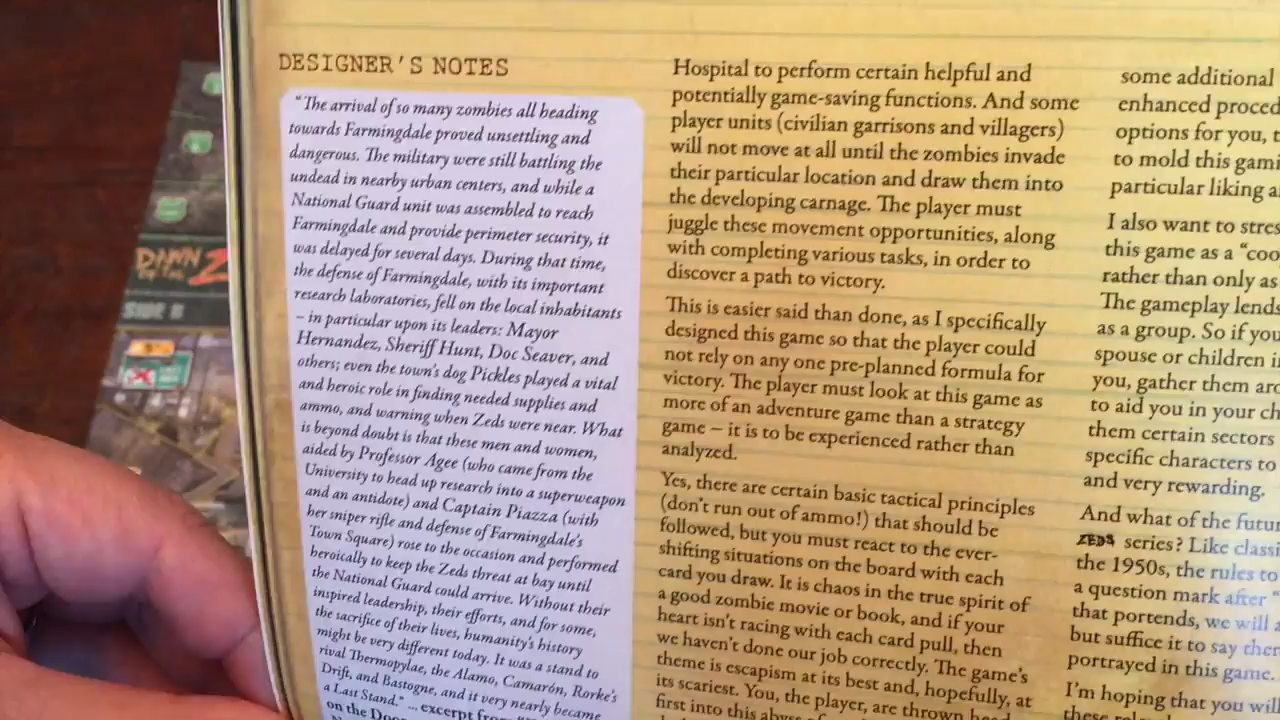 DESIGNER'S NOTES
"The arrival of so many zombies all heading
towards Farmingdale proved unsettling and
dangerous. The military were still battling the
undead in nearby urban centers, and while a
National Guard unit was assembled to reach
Farmingdale and provide perimeter security, it
was delayed for several days. During that time,
the defense of Farmingdale, with its important
research laboratories, fell on the local inhabitants
– in particular upon its leaders: Mayor
Hernandez, Sheriff Hunt, Doc Seaver, and
others; even the town's dog Pickles played a vital
and heroic role in finding needed supplies and
ammo, and warning when Zeds were near. What
is beyond doubt is that these men and women,
aided by Professor Agee (who came from the
University to head up research into a superweapon
and an antidote) and Captain Piazza (with
her sniper rifle and defense of Farmingdale's
Town Square) rose to the occasion and performed
heroically to keep the Zeds threat at bay until
the National Guard could arrive. Without their
inspired leadership, their efforts, and for some,
the sacrifice of their lives, humanity's history
might be very different today. It was a stand to
rival Thermopylae, the Alamo, Camarón, Rorke's
Drift, and Bastogne, and it very nearly became
a Last Stand." ... excerpt from
on the Doo
Hospital to perform certain helpful and
potentially game-saving functions. And some
player units (civilian garrisons and villagers)
will not move at all until the zombies invade
their particular location and draw them into
the developing carnage. The player must
juggle these movement opportunities, along
with completing various tasks, in order to
discover a path to victory.
This is easier said than done, as I specifically
designed this game so that the player could
not rely on any one pre-planned formula for
victory. The player must look at this game as
more of an adventure game than a strategy
game – it is to be experienced rather than
analyzed.
Yes, there are certain basic tactical principles
(don't run out of ammo!) that should be
followed, but you must react to the ever-
shifting situations on the board with each
card you draw. It is chaos in the true spirit of
a good zombie movie or book, and if your
heart isn't racing with each card pull, then
we haven't done our job correctly. The game's
theme is escapism at its best and, hopefully, at
its scariest. You, the player, are thrown head
first into this abyss of
some additional
enhanced proced
options for you, t
to mold this gami
particular liking a
I also want to stres
this game as a "coo
rather than only as
The gameplay lends
as a group. So if you
spouse or children i
you, gather them aro
to aid you in your ch
them certain sectors
specific characters to
and very rewarding.
And what of the futur
ZEDS series? Like classi
the 1950s, the rules to
a question mark after "
that portends, we will a
but suffice it to say ther
portrayed in this game.
I'm hoping that you will
these rules
DAWN
OF THE Z
SIDE B